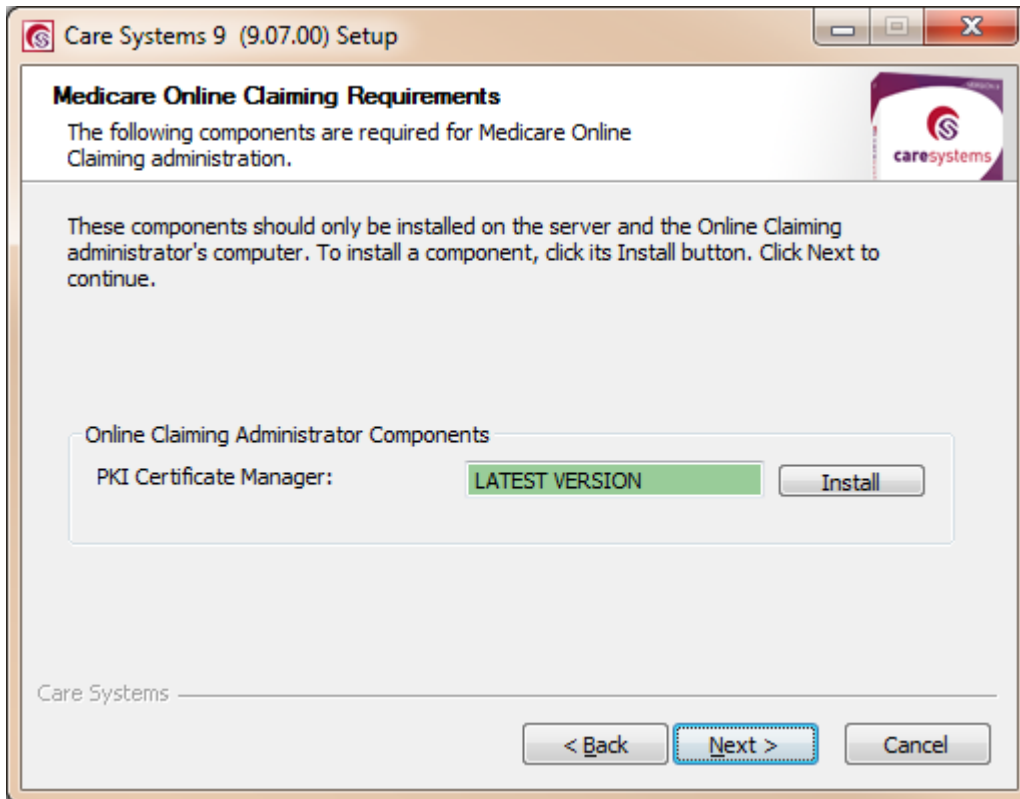 Care Systems 9 (9.07.00) Setup
Medicare Online Claiming Requirements
The following components are required for Medicare Online
Claiming administration.
caresystems
These components should only be installed on the server and the Online Claiming
administrator's computer. To install a component, click its Install button. Click Next to
continue.
Online Claiming Administrator Components
PKI Certificate Manager:
LATEST VERSION
Install
Care Systems
< Back
Next >
Cancel